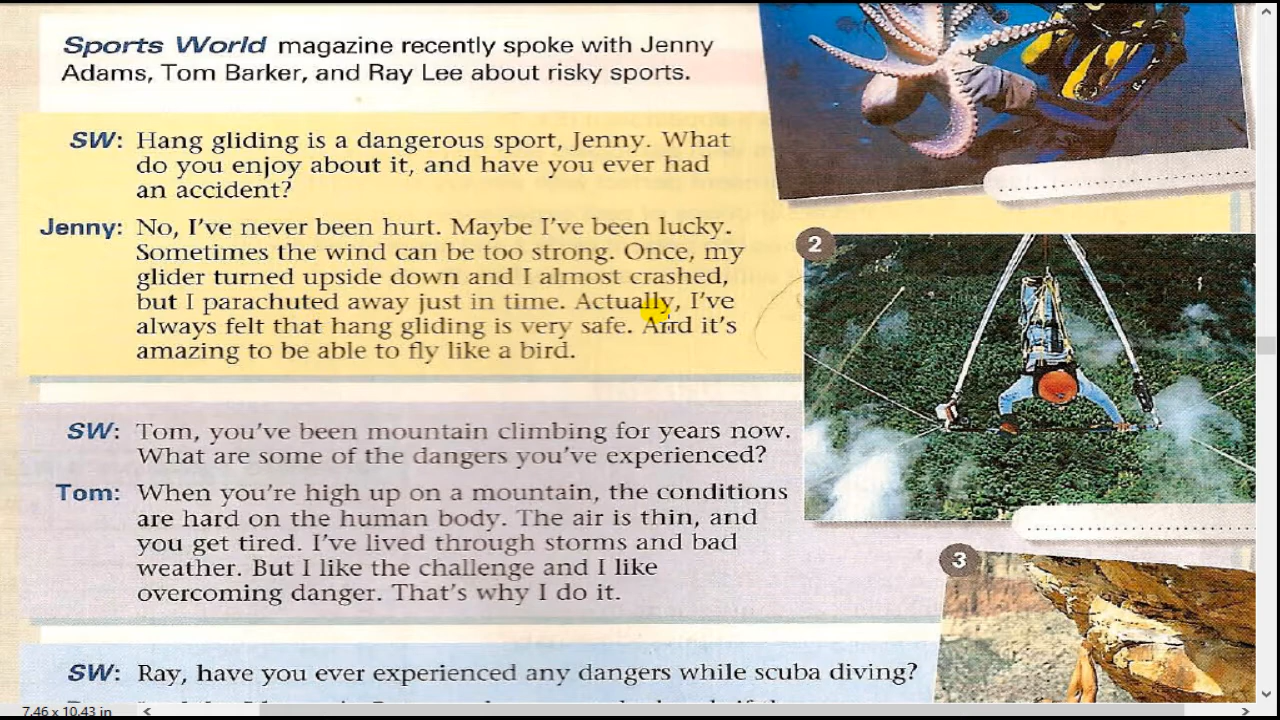 Sports World magazine recently spoke with Jenny
Adams, Tom Barker, and Ray Lee about risky sports.
SW: Hang gliding is a dangerous sport, Jenny. What
do you enjoy about it, and have you ever had
an accident?
Jenny: No, I've never been hurt. Maybe I've been lucky.
Sometimes the wind can be too strong. Once, my
glider turned upside down and I almost crashed,
but I parachuted away just in time. Actually, I've
always felt that hang gliding is very safe. And it's
amazing to be able to fly like a bird.
2
SW: Tom, you've been mountain climbing for years now.
What are some of the dangers you've experienced?
Tom: When you're high up on a mountain, the conditions
are hard on the human body. The air is thin, and
you get tired. I've lived through storms and bad
weather. But I like the challenge and I like
overcoming danger. That's why I do it.
3
SW: Ray, have you ever experienced any dangers while scuba diving?
7.46 x 10.43 in